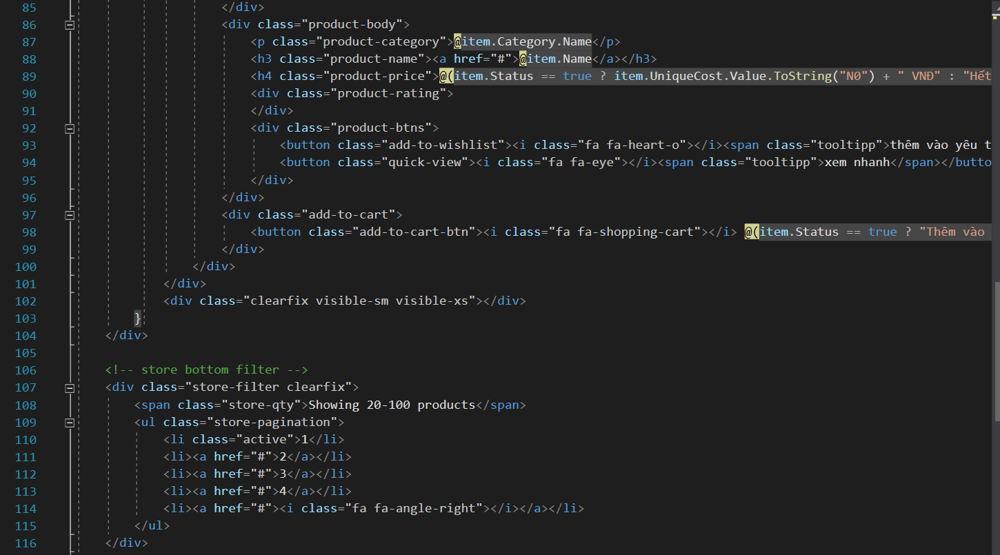 85 </div>
86 <div class="product-body">
87 <p class="product-category">@item.Category.Name</p>
88 <h3 class="product-name"><a href="#">@item.Name</a></h3>
89 <h4 class="product-price">@(item.Status == true ? item.UniqueCost.Value.ToString("N0") + " VNĐ" : "Hết
90 <div class="product-rating">
91 </div>
92 <div class="product-btns">
93 <button class="add-to-wishlist"><i class="fa fa-heart-o"></i><span class="tooltipp">thêm vào yêu t
94 <button class="quick-view"><i class="fa fa-eye"></i><span class="tooltipp">xem nhanh</span></butto
95 </div>
96 </div>
97 <div class="add-to-cart">
98 <button class="add-to-cart-btn"><i class="fa fa-shopping-cart"></i> @(item.Status == true ? "Thêm vào
99 </div>
100 </div>
101 </div>
102 <div class="clearfix visible-sm visible-xs"></div>
103 }
104 </div>
105
106 <!-- store bottom filter -->
107 <div class="store-filter clearfix">
108 <span class="store-qty">Showing 20-100 products</span>
109 <ul class="store-pagination">
110 <li class="active">1</li>
111 <li><a href="#">2</a></li>
112 <li><a href="#">3</a></li>
113 <li><a href="#">4</a></li>
114 <li><a href="#"><i class="fa fa-angle-right"></i></a></li>
115 </ul>
116 </div>